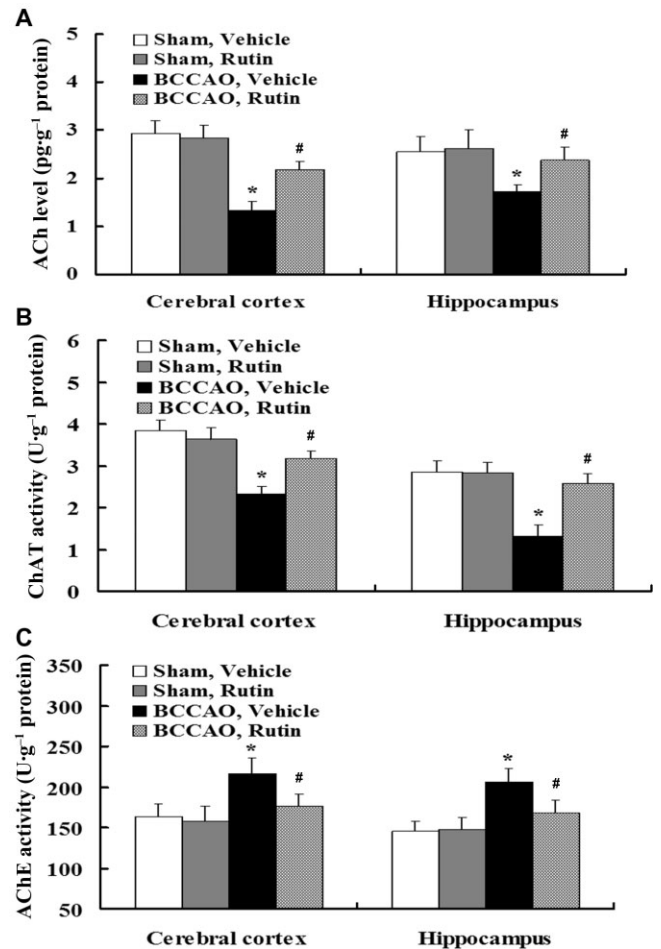 A
ACh level (pg·g⁻¹ protein)
5
4
3
2
1
0
Sham, Vehicle
Sham, Rutin
BCCAO, Vehicle
BCCAO, Rutin
* # * #
Cerebral cortex Hippocampus
B
ChAT activity (U·g⁻¹ protein)
6
5
4
3
2
1
0
Sham, Vehicle
Sham, Rutin
BCCAO, Vehicle
BCCAO, Rutin
* # * #
Cerebral cortex Hippocampus
C
AChE activity (U·g⁻¹ protein)
350
300
250
200
150
100
50
Sham, Vehicle
Sham, Rutin
BCCAO, Vehicle
BCCAO, Rutin
* # * #
Cerebral cortex Hippocampus